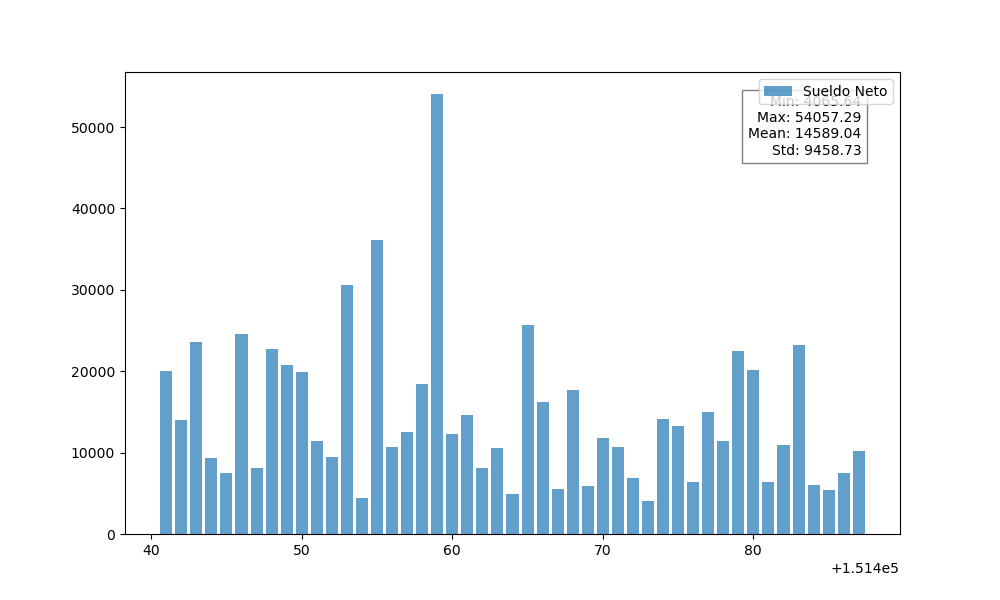 Sueldo Neto
Min: 4065.64
Max: 54057.29
Mean: 14589.04
Std: 9458.73
50000
40000
30000
20000
10000
0
40 50 60 70 80
+1.514e5